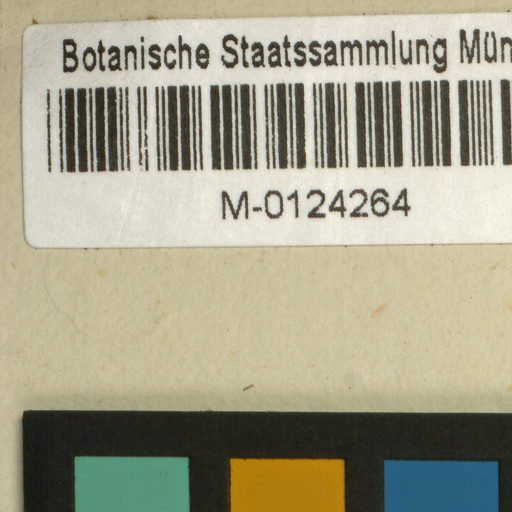 Botanische Staatssammlung Mün
M-0124264